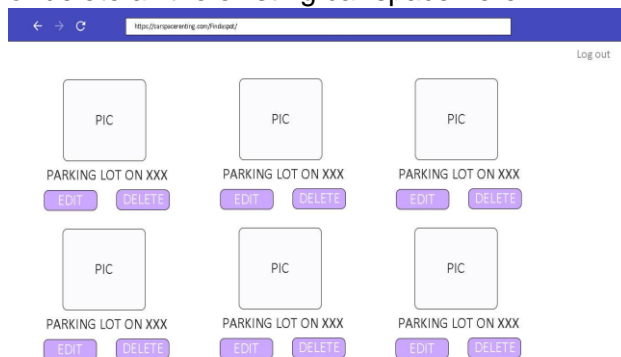 https://carspacerenting.com/Findaspot/
Log out
PIC PIC PIC
PARKING LOT ON XXX PARKING LOT ON XXX PARKING LOT ON XXX
EDIT DELETE EDIT DELETE EDIT DELETE
PIC PIC PIC
PARKING LOT ON XXX PARKING LOT ON XXX PARKING LOT ON XXX
EDIT DELETE EDIT DELETE EDIT DELETE